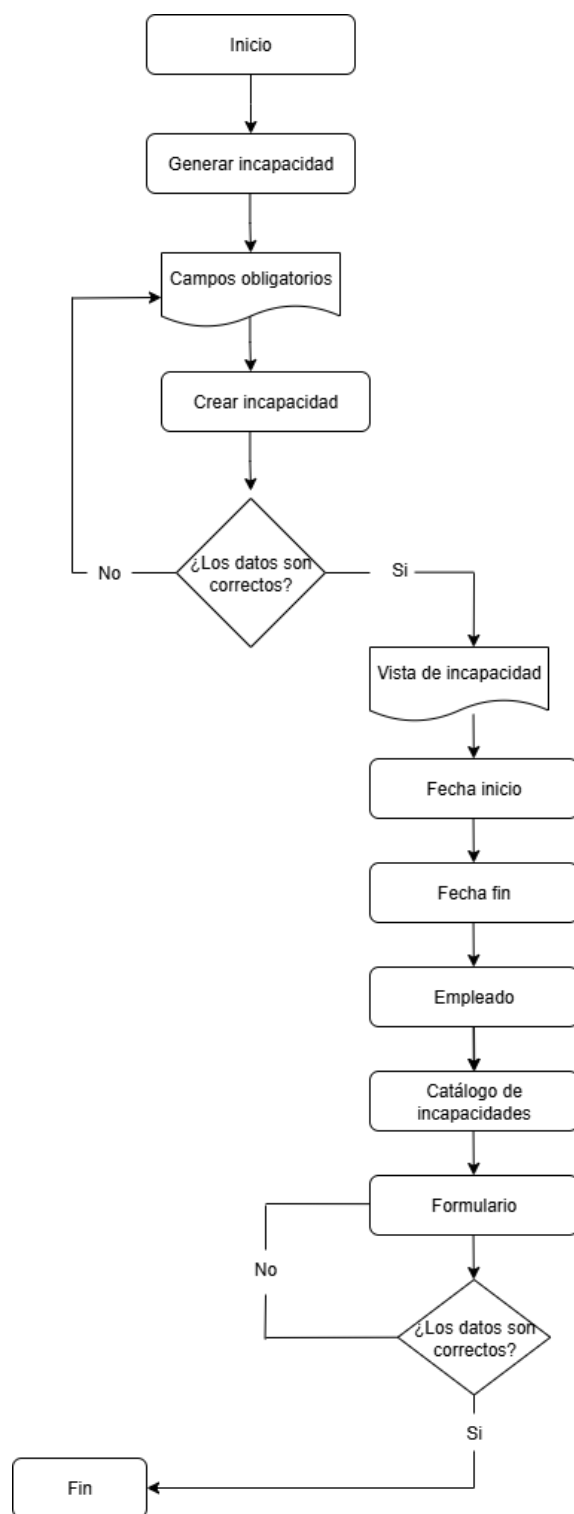 Inicio
Generar incapacidad
Campos obligatorios
Crear incapacidad
¿Los datos son
correctos?
No
Si
Vista de incapacidad
Fecha inicio
Fecha fin
Empleado
Catálogo de
incapacidades
Formulario
No
¿Los datos son
correctos?
Si
Fin